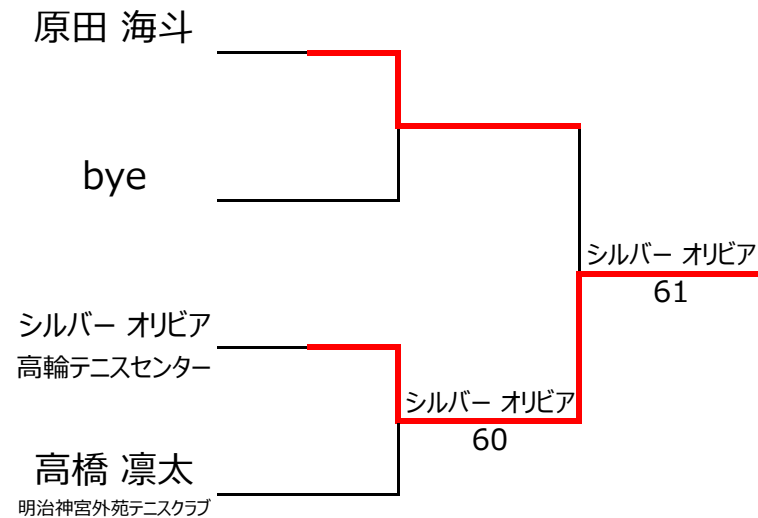 原田 海斗
bye
シルバー オリビア
高輪テニスセンター
高橋 凛太
明治神宮外苑テニスクラブ
シルバー オリビア
60
シルバー オリビア
61